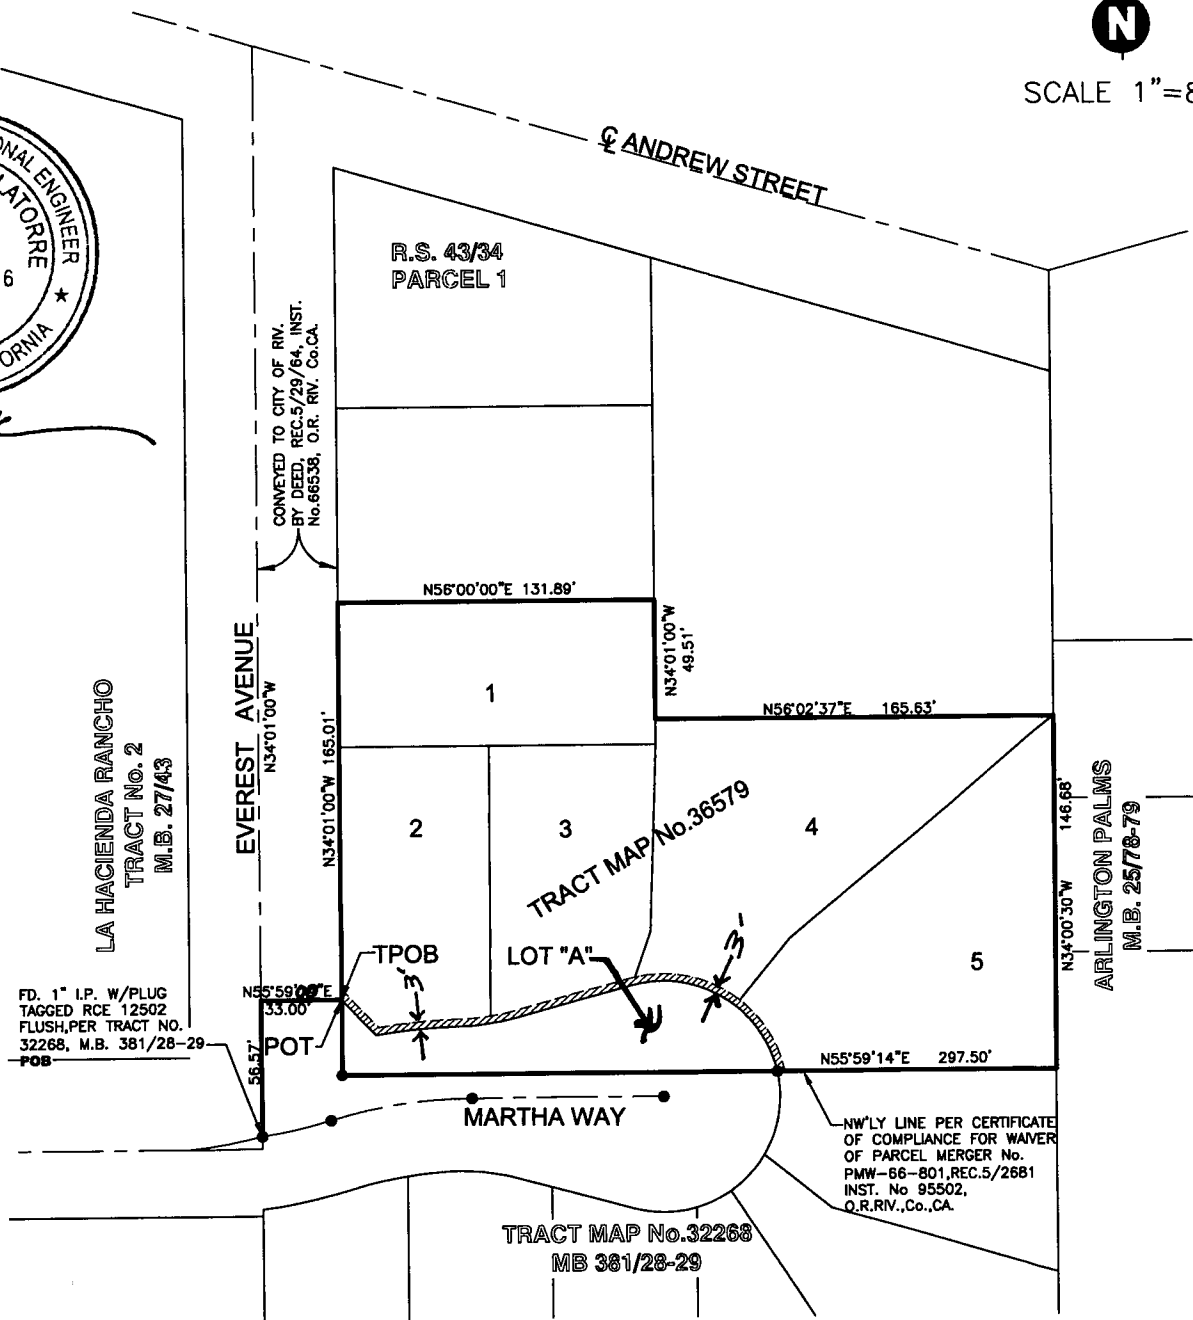 N
SCALE 1"=8
ONAL ENGINEER
LATORRE
6
ORNIA
℄ ANDREW STREET
R.S. 43/34
PARCEL 1
CONVEYED TO CITY OF RIV.
BY DEED, REC.5/29/64, INST.
No.66538, O.R. RIV. Co.CA.
N56°00'00"E 131.89'
N34°01'00"W
49.51'
1
N56°02'37"E 165.63'
EVEREST AVENUE
N34°01'00"W
N34°01'00"W 165.01'
LA HACIENDA RANCHO
TRACT No. 2
M.B. 27/43
2
3
4
5
TRACT MAP No.36579
146.68'
N34°00'30"W
ARLINGTON PALMS
M.B. 25/78-79
TPOB
LOT "A"
3'
3'
FD. 1" I.P. W/PLUG
TAGGED RCE 12502
FLUSH,PER TRACT NO.
32268, M.B. 381/28-29
POB
33.00'
56.57'
POT
N55°59'14"E 297.50'
MARTHA WAY
NW'LY LINE PER CERTIFICATE
OF COMPLIANCE FOR WAIVER
OF PARCEL MERGER No.
PMW-66-801,REC.5/2681
INST. No 95502,
O.R.RIV.,Co.,CA.
TRACT MAP No.32268
MB 381/28-29